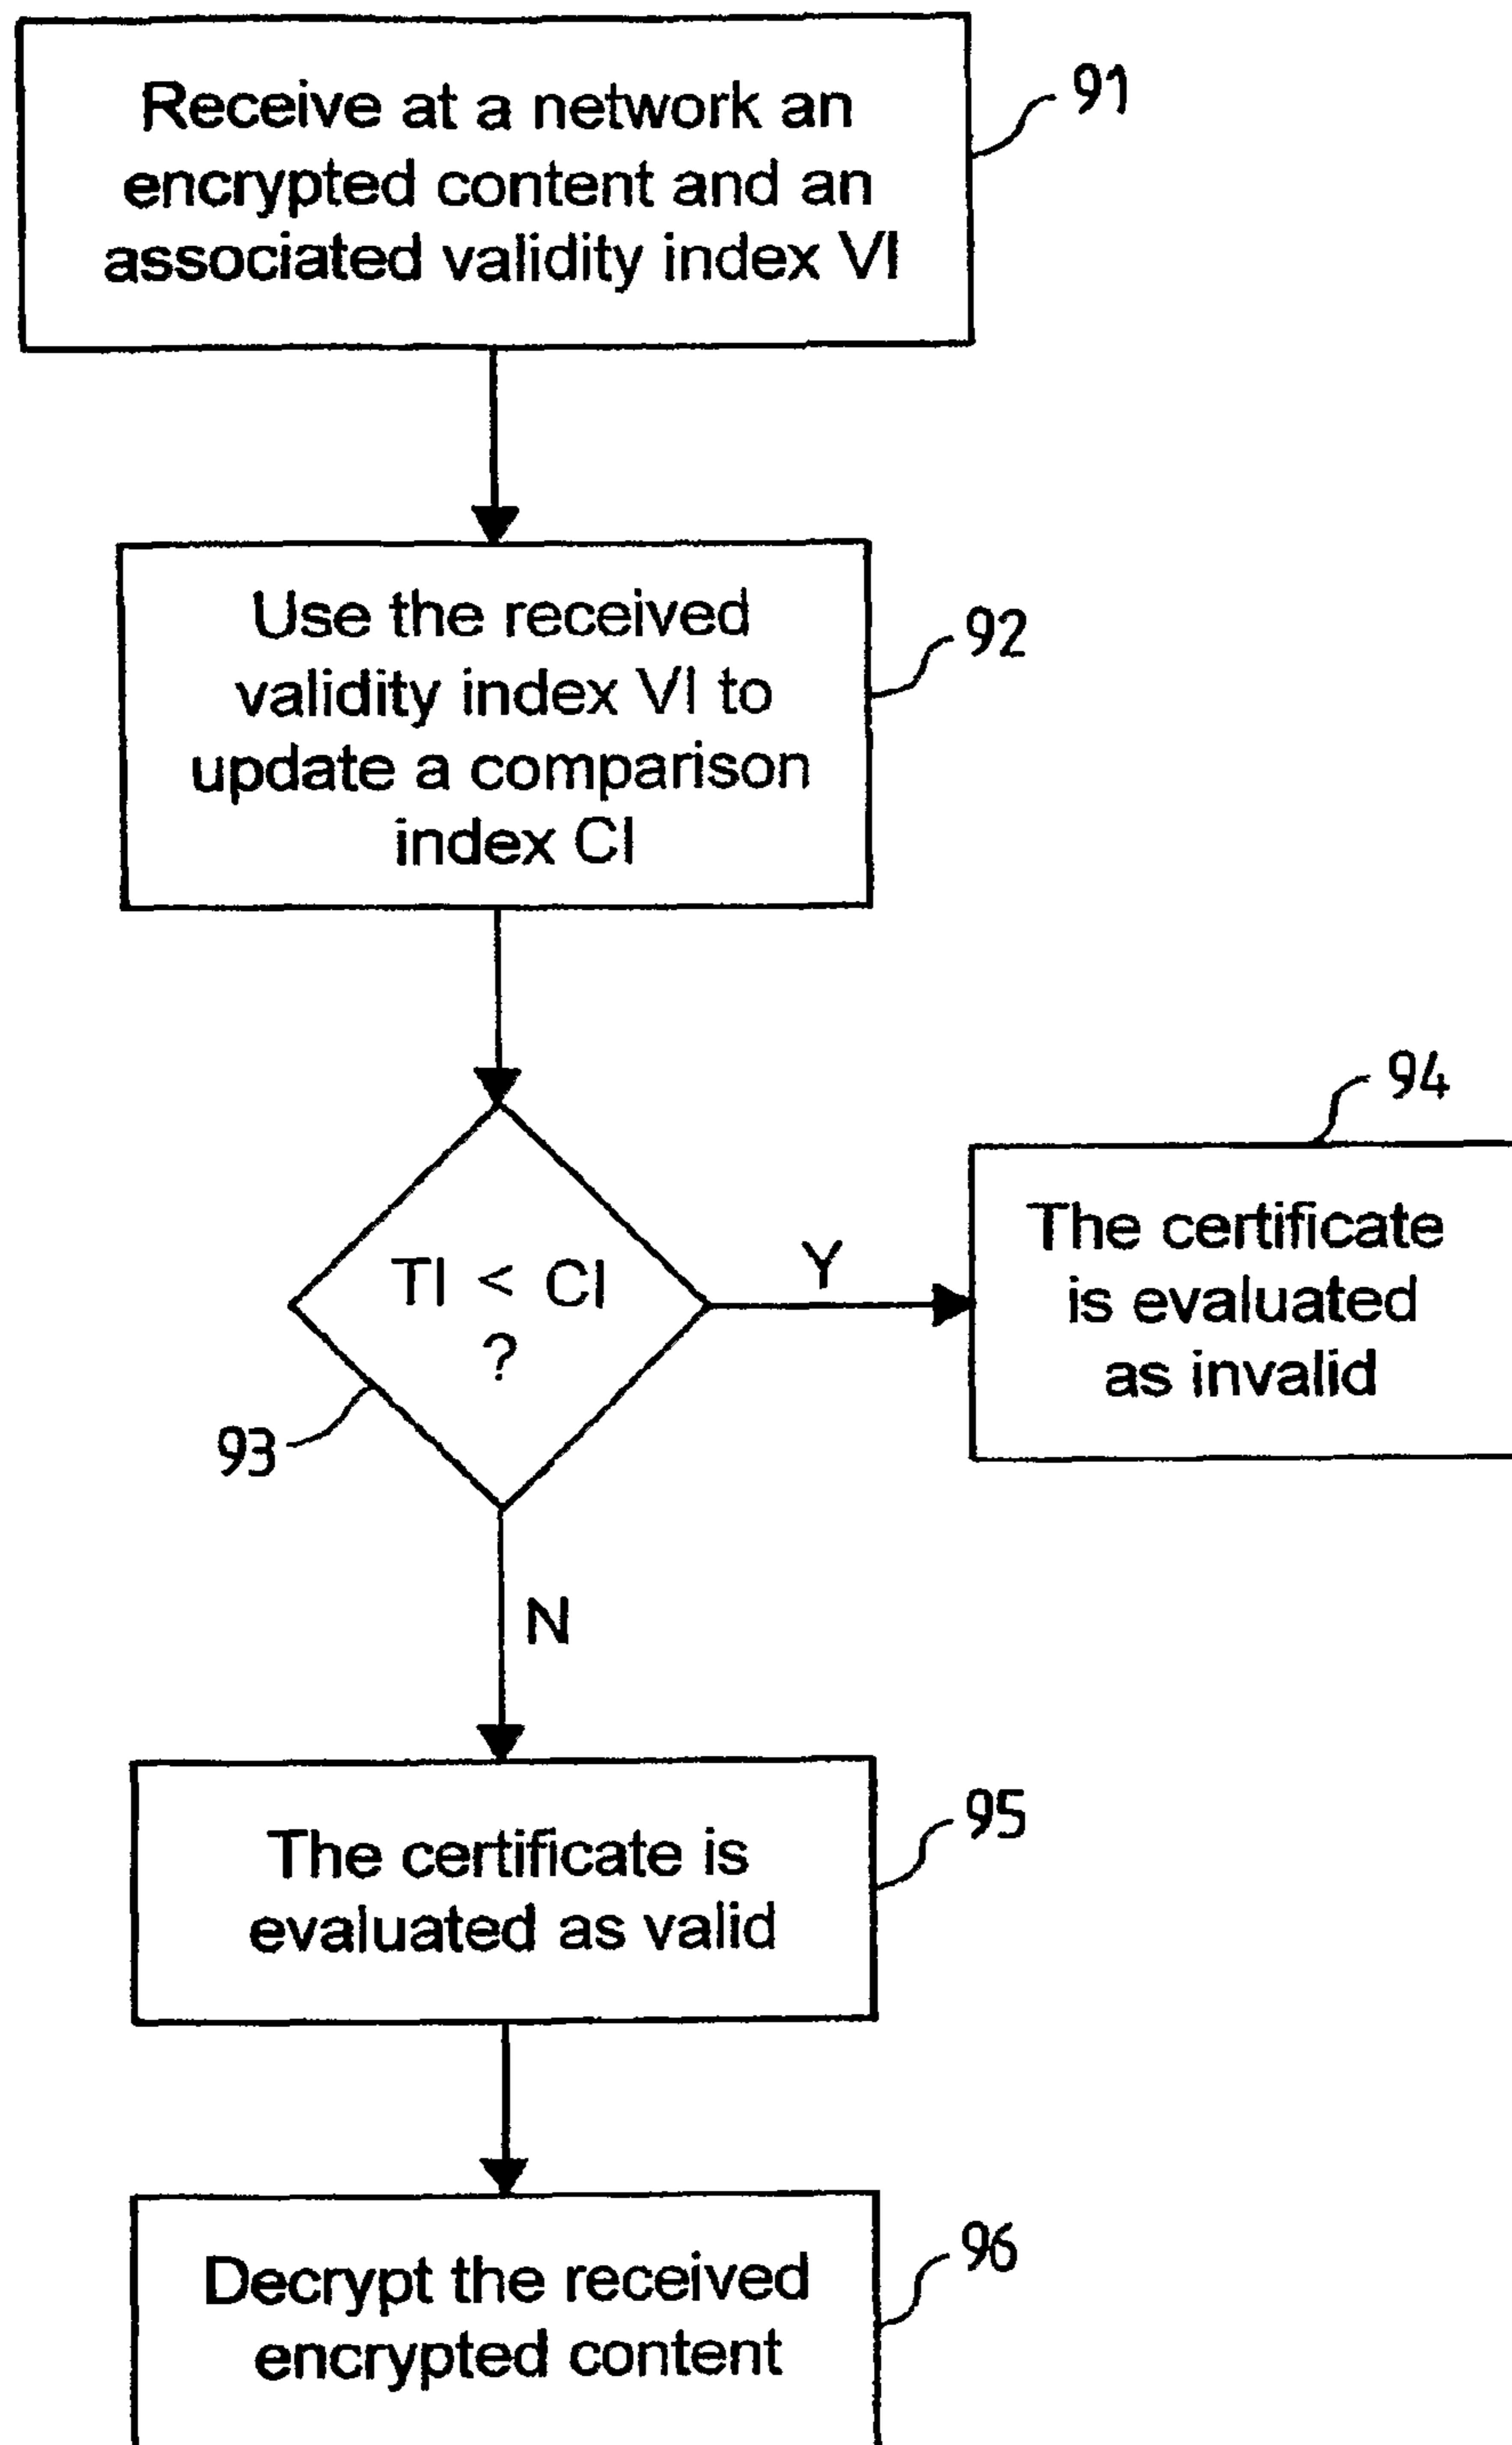 Receive at a network an
encrypted content and an
associated validity index VI
91
Use the received
validity index VI to
update a comparison
index CI
92
TI < CI
?
93
Y
94
The certificate
is evaluated
as invalid
N
The certificate is
evaluated as valid
95
Decrypt the received
encrypted content
96